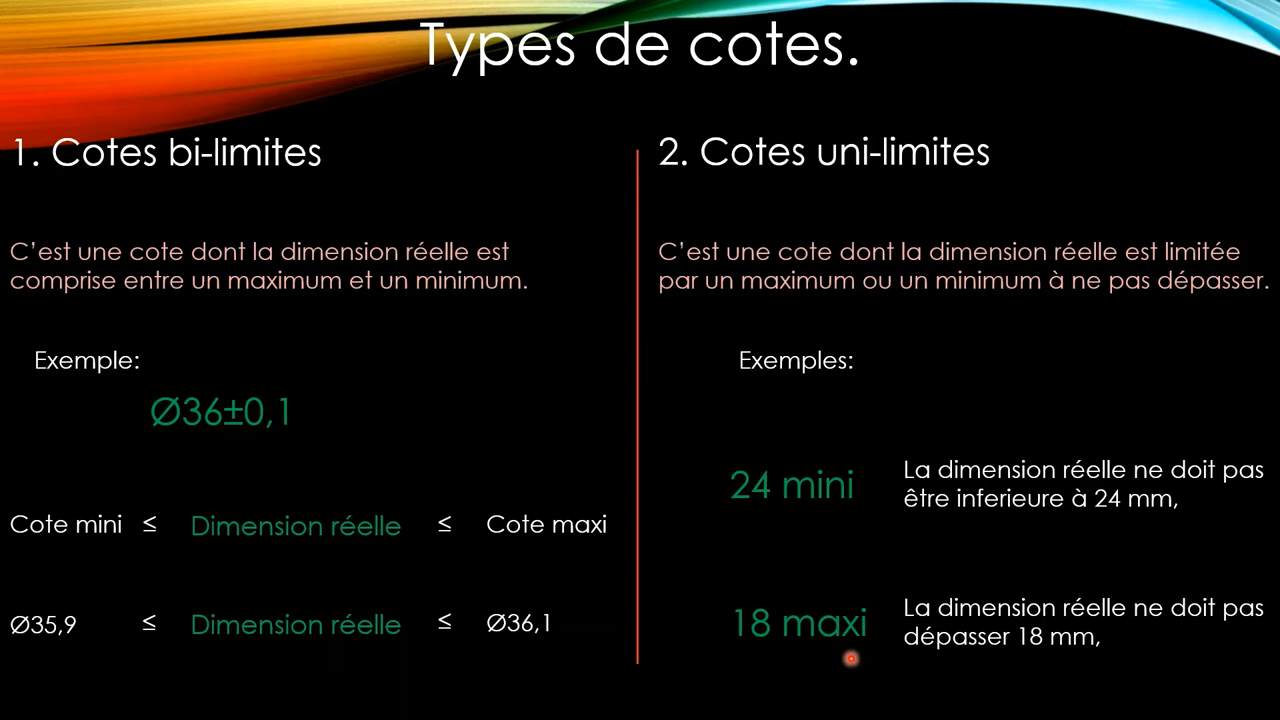 Types de cotes.
1. Cotes bi-limites
C’est une cote dont la dimension réelle est
comprise entre un maximum et un minimum.
Exemple:
Ø36±0,1
Cote mini ≤ Dimension réelle ≤ Cote maxi
Ø35,9 ≤ Dimension réelle ≤ Ø36,1
2. Cotes uni-limites
C’est une cote dont la dimension réelle est limitée
par un maximum ou un minimum à ne pas dépasser.
Exemples:
24 mini
La dimension réelle ne doit pas
être inferieure à 24 mm,
18 maxi
La dimension réelle ne doit pas
dépasser 18 mm,